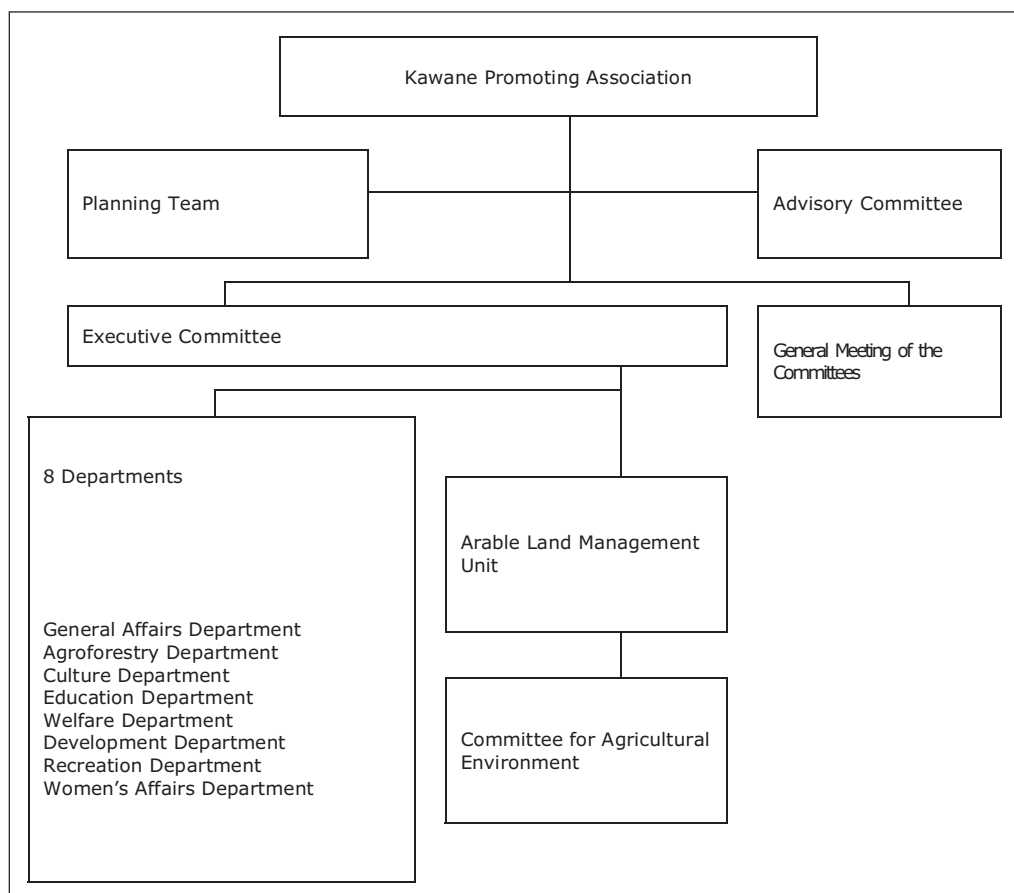 Kawane Promoting Association
Planning Team
Advisory Committee
Executive Committee
General Meeting of the
Committees
8 Departments
General Affairs Department
Agroforestry Department
Culture Department
Education Department
Welfare Department
Development Department
Recreation Department
Women’s Affairs Department
Arable Land Management
Unit
Committee for Agricultural
Environment